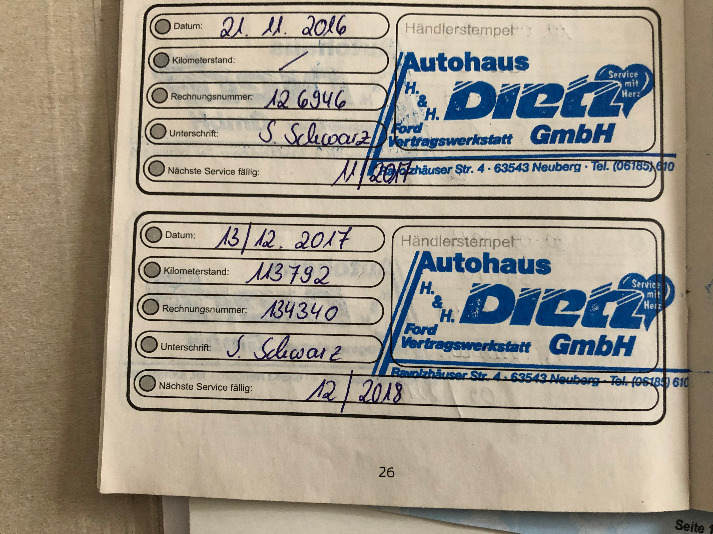 Datum: 21. 11. 2016
Händlerstempel
Kilometerstand: /
Rechnungsnummer: 126946
Unterschrift: S. Schwarz
Nächste Service fällig: 11/2017
Autohaus
H. & H. Dietz
Service mit Herz
Ford
Vertragswerkstatt GmbH
Bavolzhäuser Str. 4 · 63543 Neuberg · Tel. (06185) 610
Datum: 13/12. 2017
Händlerstempel
Kilometerstand: 113792
Rechnungsnummer: 134340
Unterschrift: S. Schwarz
Nächste Service fällig: 12/2018
Autohaus
H. & H. Dietz
Service mit Herz
Ford
Vertragswerkstatt GmbH
Bavolzhäuser Str. 4 · 63543 Neuberg · Tel. (06185) 610
26
Seite 1